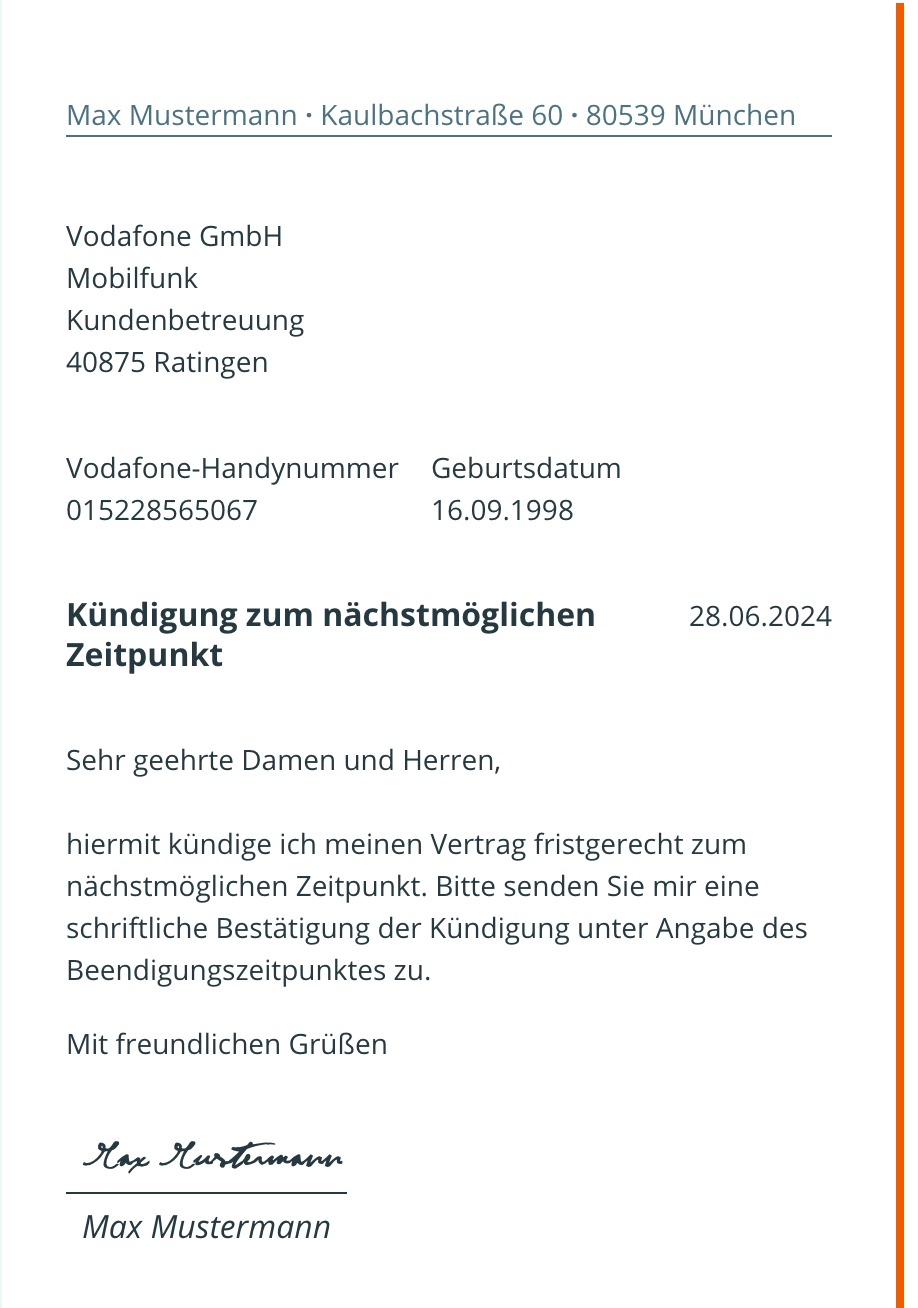 Max Mustermann · Kaulbachstraße 60 · 80539 München
Vodafone GmbH
Mobilfunk
Kundenbetreuung
40875 Ratingen
Vodafone-Handynummer Geburtsdatum
015228565067 16.09.1998
Kündigung zum nächstmöglichen 28.06.2024
Zeitpunkt
Sehr geehrte Damen und Herren,
hiermit kündige ich meinen Vertrag fristgerecht zum
nächstmöglichen Zeitpunkt. Bitte senden Sie mir eine
schriftliche Bestätigung der Kündigung unter Angabe des
Beendigungszeitpunktes zu.
Mit freundlichen Grüßen
Max Mustermann
Max Mustermann